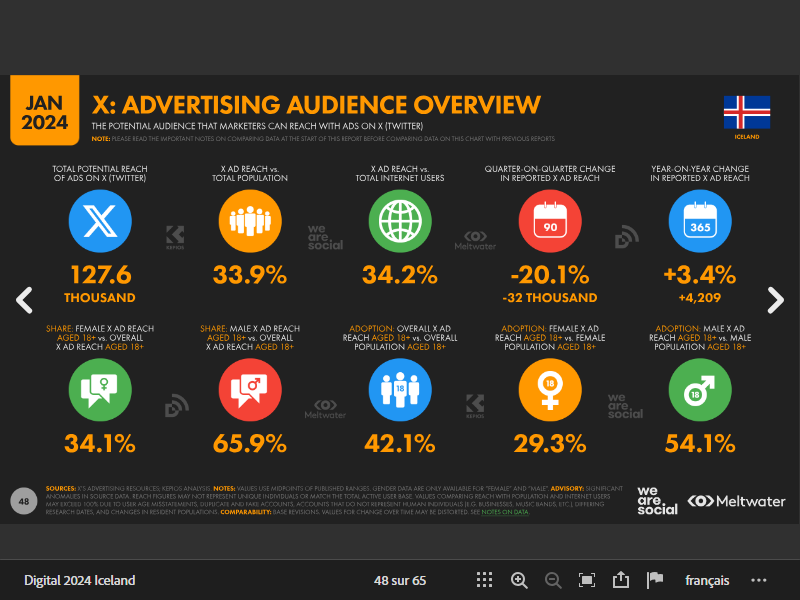 JAN
2024
X: ADVERTISING AUDIENCE OVERVIEW
THE POTENTIAL AUDIENCE THAT MARKETERS CAN REACH WITH ADS ON X (TWITTER)
NOTE: PLEASE READ THE IMPORTANT NOTES ON COMPARING DATA AT THE START OF THIS REPORT BEFORE COMPARING DATA ON THIS CHART WITH PREVIOUS REPORTS
ICELAND
TOTAL POTENTIAL REACH
OF ADS ON X (TWITTER)
127.6
THOUSAND
X AD REACH vs.
TOTAL POPULATION
33.9%
X AD REACH vs.
TOTAL INTERNET USERS
34.2%
QUARTER-ON-QUARTER CHANGE
IN REPORTED X AD REACH
90
-20.1%
-32 THOUSAND
YEAR-ON-YEAR CHANGE
IN REPORTED X AD REACH
365
+3.4%
+4,209
KEPIOS
we
are.
social
Meltwater
SHARE: FEMALE X AD REACH
AGED 18+ vs. OVERALL
X AD REACH AGED 18+
34.1%
SHARE: MALE X AD REACH
AGED 18+ vs. OVERALL
X AD REACH AGED 18+
65.9%
ADOPTION: OVERALL X AD
REACH AGED 18+ vs. OVERALL
POPULATION AGED 18+
18
42.1%
ADOPTION: FEMALE X AD
REACH AGED 18+ vs. FEMALE
POPULATION AGED 18+
18
29.3%
ADOPTION: MALE X AD
REACH AGED 18+ vs. MALE
POPULATION AGED 18+
18
54.1%
Meltwater
KEPIOS
we
are.
social
48
SOURCES: X'S ADVERTISING RESOURCES; KEPIOS ANALYSIS. NOTES: VALUES USE MIDPOINTS OF PUBLISHED RANGES. GENDER DATA ARE ONLY AVAILABLE FOR "FEMALE" AND "MALE". ADVISORY: SIGNIFICANT
ANOMALIES IN SOURCE DATA. REACH FIGURES MAY NOT REPRESENT UNIQUE INDIVIDUALS OR MATCH THE TOTAL ACTIVE USER BASE. VALUES COMPARING REACH WITH POPULATION AND INTERNET USERS
MAY EXCEED 100% DUE TO USER AGE MISSTATEMENTS, DUPLICATE AND FAKE ACCOUNTS, ACCOUNTS THAT DO NOT REPRESENT HUMAN INDIVIDUALS (E.G. BUSINESSES, MUSIC BANDS, ETC.), DIFFERING
RESEARCH DATES, AND CHANGES IN RESIDENT POPULATIONS. COMPARABILITY: BASE REVISIONS. VALUES FOR CHANGE OVER TIME MAY BE DISTORTED. SEE NOTES ON DATA.
we
are.
social
Meltwater
Digital 2024 Iceland
48 sur 65
français